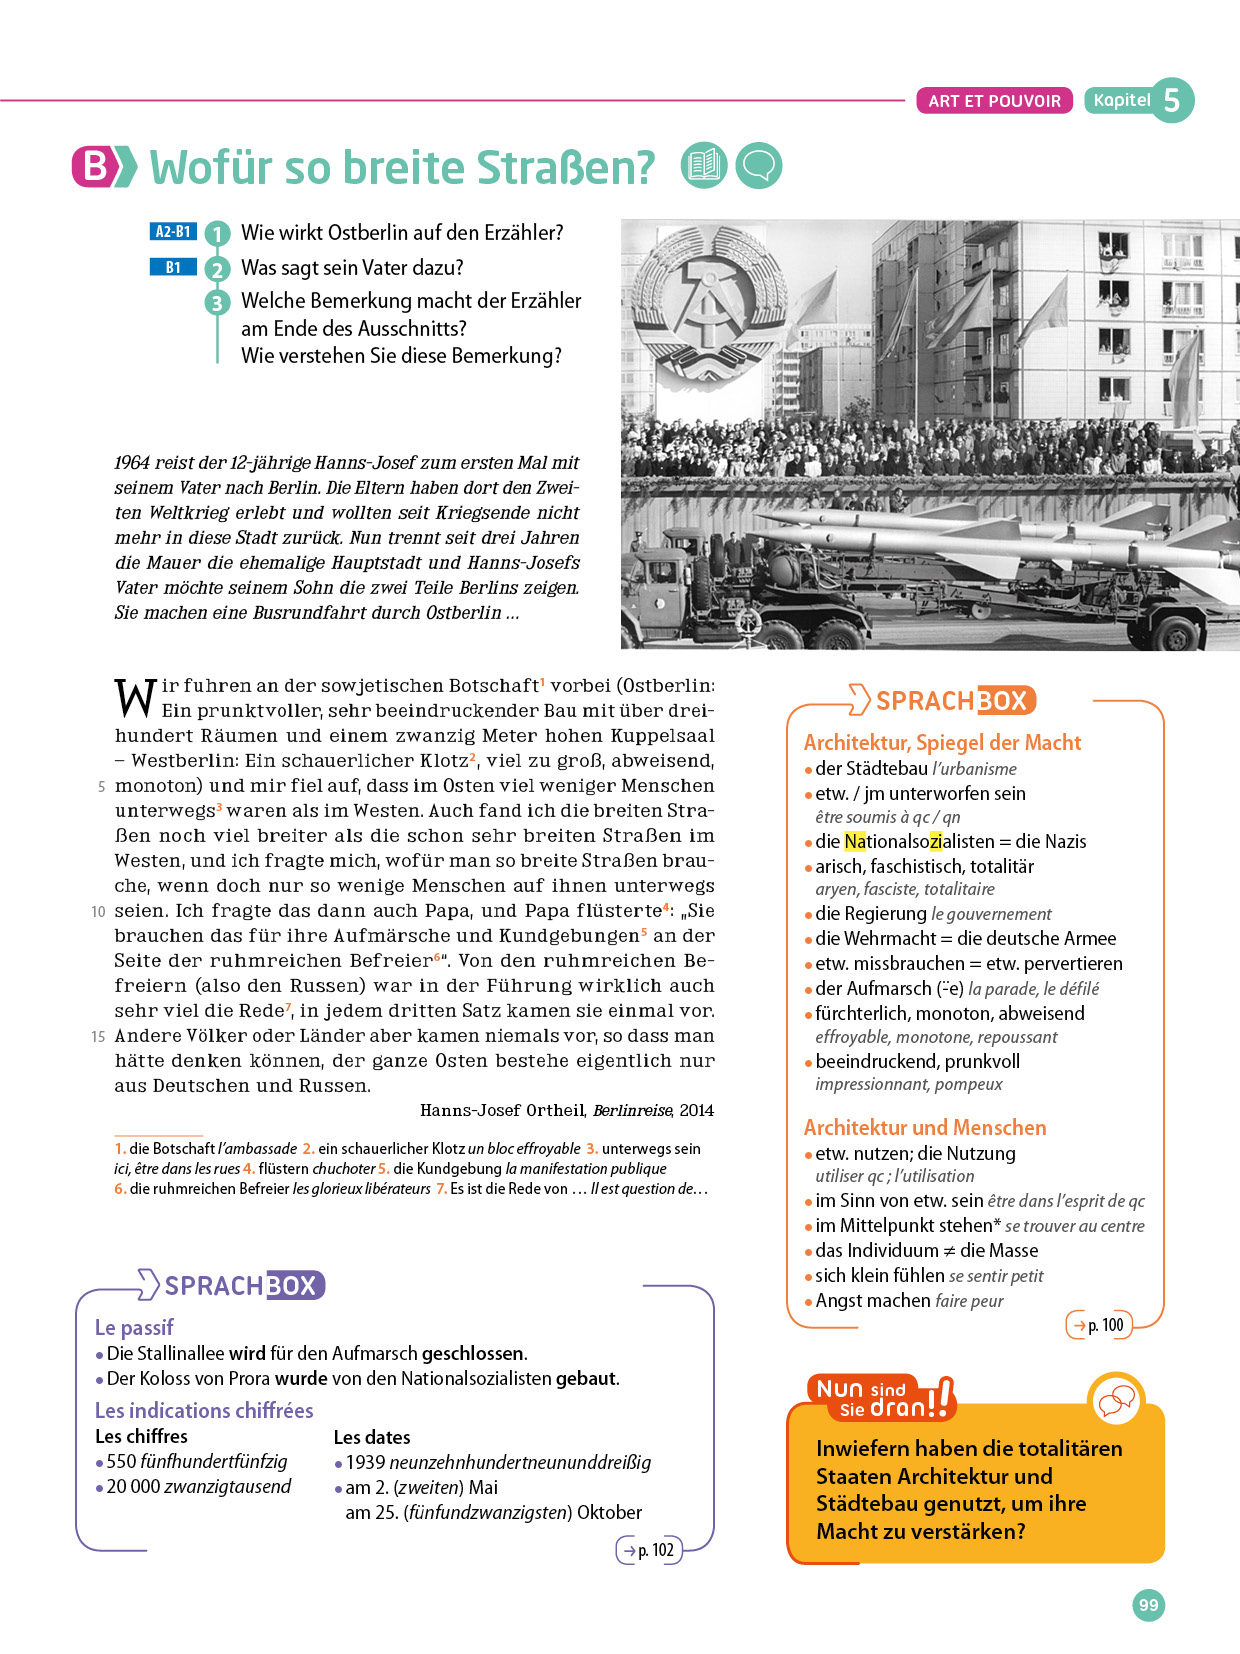 ART ET POUVOIR Kapitel 5
B Wofür so breite Straßen?
A2-B1 1 Wie wirkt Ostberlin auf den Erzähler?
B1 2 Was sagt sein Vater dazu?
3 Welche Bemerkung macht der Erzähler
am Ende des Ausschnitts?
Wie verstehen Sie diese Bemerkung?
1964 reist der 12-jährige Hanns-Josef zum ersten Mal mit
seinem Vater nach Berlin. Die Eltern haben dort den Zwei-
ten Weltkrieg erlebt und wollten seit Kriegsende nicht
mehr in diese Stadt zurück. Nun trennt seit drei Jahren
die Mauer die ehemalige Hauptstadt und Hanns-Josefs
Vater möchte seinem Sohn die zwei Teile Berlins zeigen.
Sie machen eine Busrundfahrt durch Ostberlin ...
Wir fuhren an der sowjetischen Botschaft1 vorbei (Ostberlin:
Ein prunktvoller, sehr beeindruckender Bau mit über drei-
hundert Räumen und einem zwanzig Meter hohen Kuppelsaal
– Westberlin: Ein schauerlicher Klotz2, viel zu groß, abweisend,
5 monoton) und mir fiel auf, dass im Osten viel weniger Menschen
unterwegs3 waren als im Westen. Auch fand ich die breiten Stra-
ßen noch viel breiter als die schon sehr breiten Straßen im
Westen, und ich fragte mich, wofür man so breite Straßen brau-
che, wenn doch nur so wenige Menschen auf ihnen unterwegs
10 seien. Ich fragte das dann auch Papa, und Papa flüsterte4: „Sie
brauchen das für ihre Aufmärsche und Kundgebungen5 an der
Seite der ruhmreichen Befreier6“. Von den ruhmreichen Be-
freiern (also den Russen) war in der Führung wirklich auch
sehr viel die Rede7, in jedem dritten Satz kamen sie einmal vor.
15 Andere Völker oder Länder aber kamen niemals vor, so dass man
hätte denken können, der ganze Osten bestehe eigentlich nur
aus Deutschen und Russen.
Hanns-Josef Ortheil, Berlinreise, 2014
1. die Botschaft l’ambassade 2. ein schauerlicher Klotz un bloc effroyable 3. unterwegs sein
ici, être dans les rues 4. flüstern chuchoter 5. die Kundgebung la manifestation publique
6. die ruhmreichen Befreier les glorieux libérateurs 7. Es ist die Rede von ... Il est question de...
SPRACHBOX
Le passif
• Die Stallinallee wird für den Aufmarsch geschlossen.
• Der Koloss von Prora wurde von den Nationalsozialisten gebaut.
Les indications chiffrées
Les chiffres
• 550 fünfhundertfünfzig
• 20 000 zwanzigtausend
Les dates
• 1939 neunzehnhundertneununddreißig
• am 2. (zweiten) Mai
am 25. (fünfundzwanzigsten) Oktober
→ p. 102
SPRACHBOX
Architektur, Spiegel der Macht
• der Städtebau l’urbanisme
• etw. / jm unterworfen sein
être soumis à qc / qn
• die Nationalsozialisten = die Nazis
• arisch, faschistisch, totalitär
aryen, fasciste, totalitaire
• die Regierung le gouvernement
• die Wehrmacht = die deutsche Armee
• etw. missbrauchen = etw. pervertieren
• der Aufmarsch (¨-e) la parade, le défilé
• fürchterlich, monoton, abweisend
effroyable, monotone, repoussant
• beeindruckend, prunkvoll
impressionnant, pompeux
Architektur und Menschen
• etw. nutzen; die Nutzung
utiliser qc ; l’utilisation
• im Sinn von etw. sein être dans l’esprit de qc
• im Mittelpunkt stehen* se trouver au centre
• das Individuum ≠ die Masse
• sich klein fühlen se sentir petit
• Angst machen faire peur
→ p. 100
Nun sind
Sie dran!!
Inwiefern haben die totalitären
Staaten Architektur und
Städtebau genutzt, um ihre
Macht zu verstärken?
99